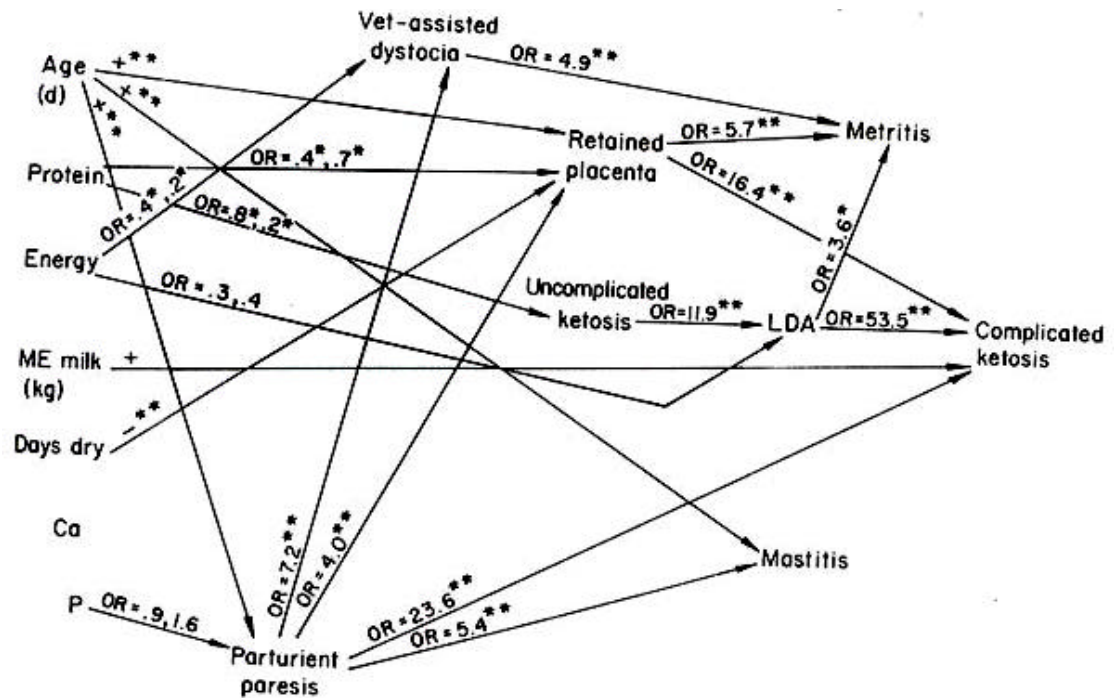 Vet-assisted
dystocia
OR = 4.9**
Age
(d)
+**
+**
+**
Retained
placenta
OR=5.7**
Metritis
OR=16.4**
Protein
OR=.4*,.7*
OR=.8*,.2*
OR=.4*,.2*
Energy
OR = .3,.4
Uncomplicated
ketosis
OR=11.9**
LDA
OR=3.6*
OR=53.5**
Complicated
ketosis
ME milk
(kg)
+
Days dry
-**
Ca
P
OR=.9,1.6
Parturient
paresis
OR=7.2**
OR=4.0**
OR=23.6**
OR=5.4**
Mastitis